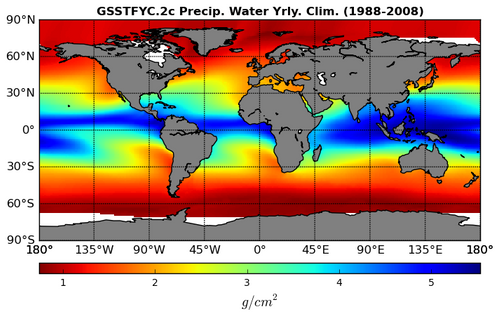 GSSTFYC.2c Precip. Water Yrly. Clim. (1988-2008)
90°N
60°N
30°N
0°
30°S
60°S
90°S
180° 135°W 90°W 45°W 0° 45°E 90°E 135°E 180°
1 2 3 4 5
g/cm²